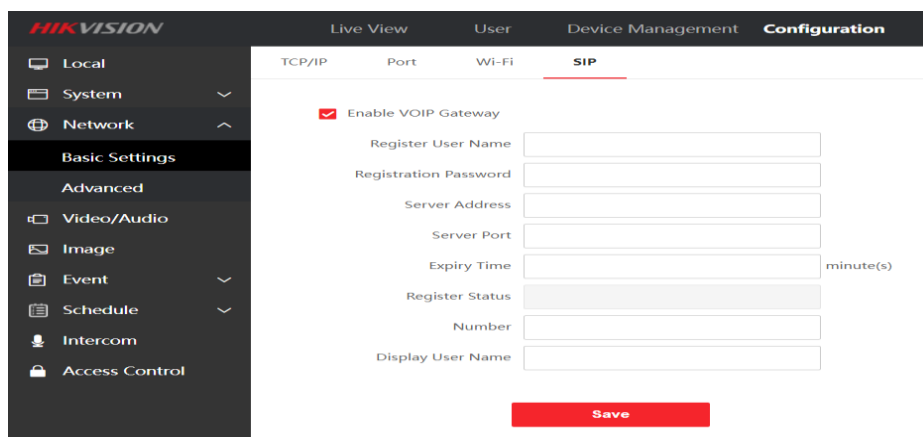 HIKVISION
Live View User Device Management Configuration
Local
System
Network
Basic Settings
Advanced
Video/Audio
Image
Event
Schedule
Intercom
Access Control
TCP/IP Port Wi-Fi SIP
Enable VOIP Gateway
Register User Name
Registration Password
Server Address
Server Port
Expiry Time minute(s)
Register Status
Number
Display User Name
Save